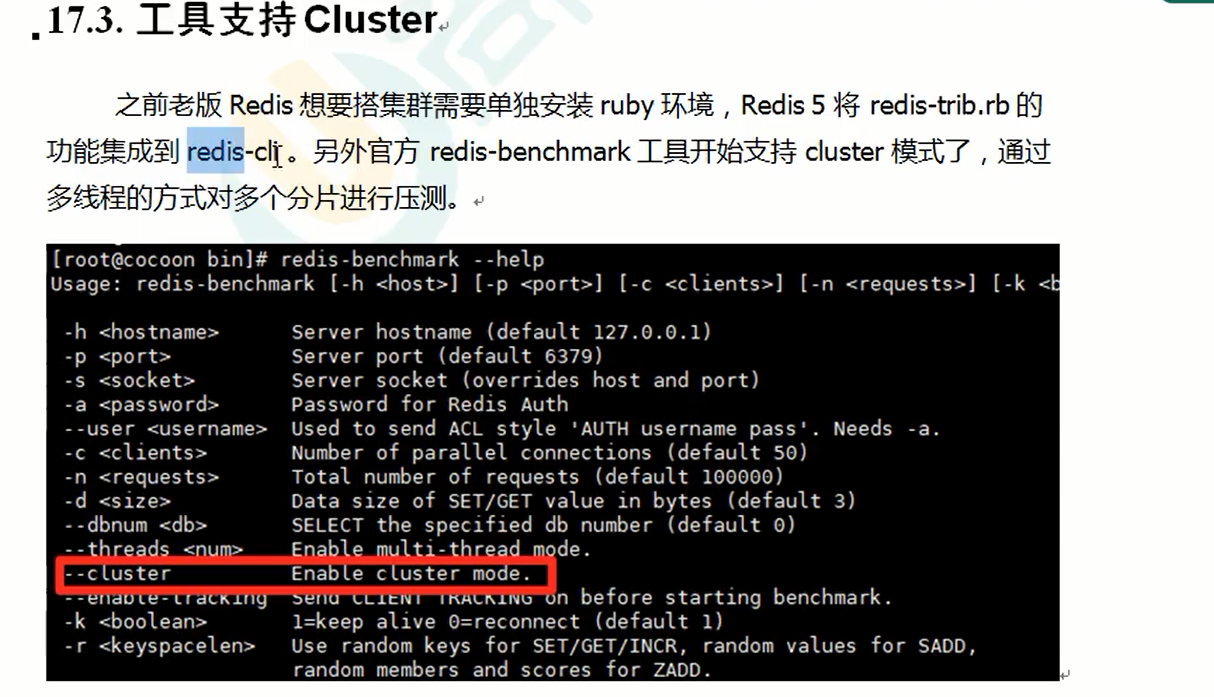 17.3. 工具支持 Cluster
之前老版 Redis 想要搭集群需要单独安装 ruby 环境，Redis 5 将 redis-trib.rb 的
功能集成到 redis-cli 。另外官方 redis-benchmark 工具开始支持 cluster 模式了，通过
多线程的方式对多个分片进行压测。
[root@cocoon bin]# redis-benchmark --help
Usage: redis-benchmark [-h <host>] [-p <port>] [-c <clients>] [-n <requests>] [-k <b
-h <hostname> Server hostname (default 127.0.0.1)
-p <port> Server port (default 6379)
-s <socket> Server socket (overrides host and port)
-a <password> Password for Redis Auth
--user <username> Used to send ACL style 'AUTH username pass'. Needs -a.
-c <clients> Number of parallel connections (default 50)
-n <requests> Total number of requests (default 100000)
-d <size> Data size of SET/GET value in bytes (default 3)
--dbnum <db> SELECT the specified db number (default 0)
--threads <num> Enable multi-thread mode.
--cluster Enable cluster mode.
--enable-tracking Send CLIENT TRACKING on before starting benchmark.
-k <boolean> 1=keep alive 0=reconnect (default 1)
-r <keyspacelen> Use random keys for SET/GET/INCR, random values for SADD,
random members and scores for ZADD.